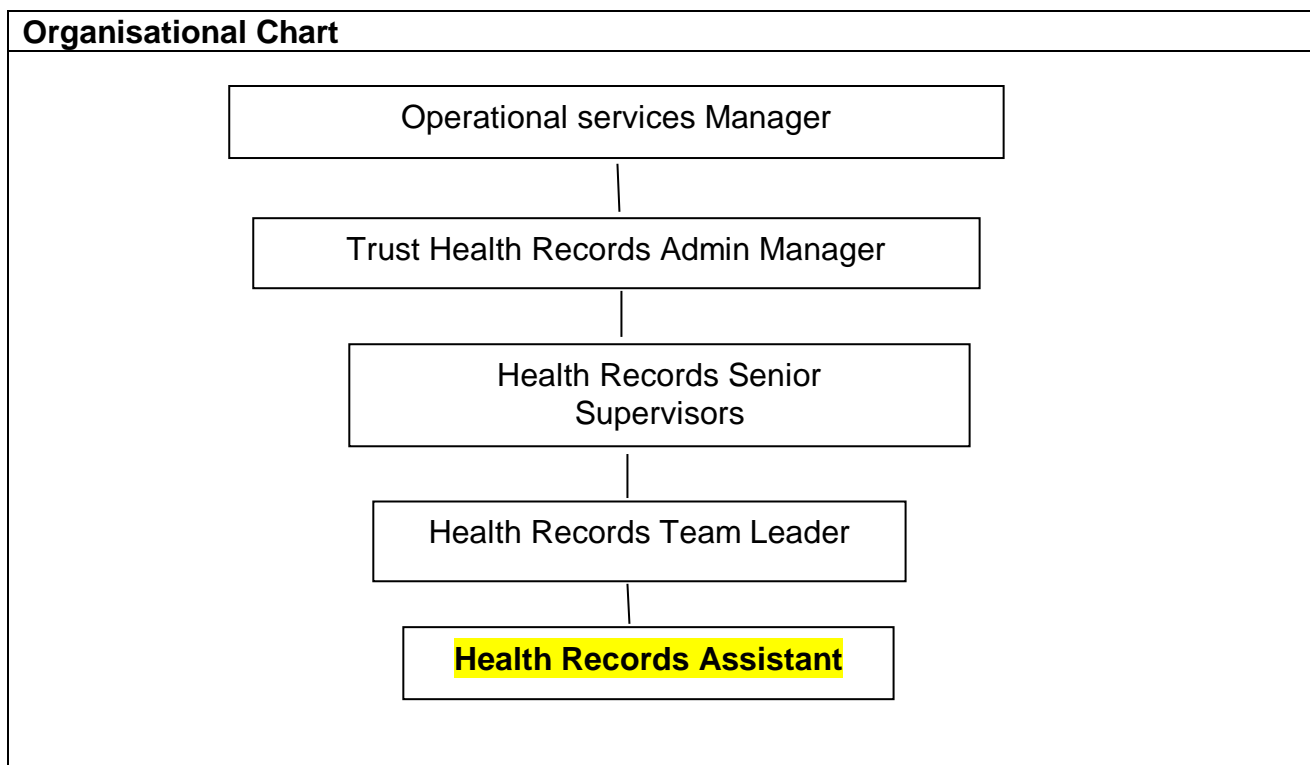 Organisational Chart
Operational services Manager
Trust Health Records Admin Manager
Health Records Senior
Supervisors
Health Records Team Leader
Health Records Assistant